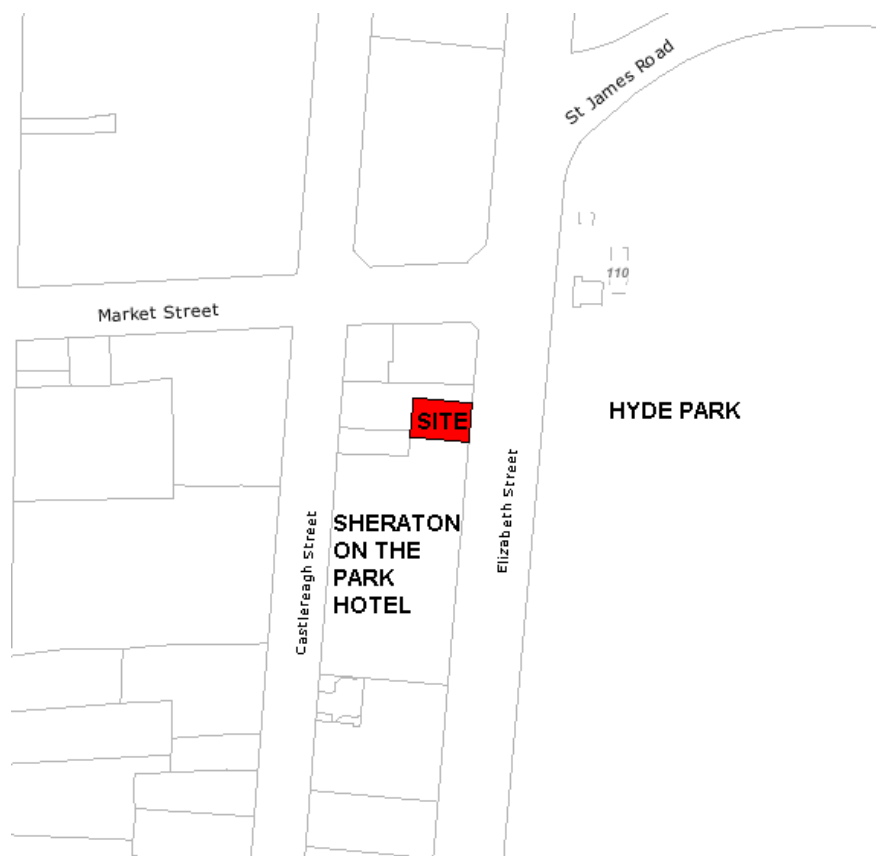 St James Road
110
Market Street
HYDE PARK
SITE
Elizabeth Street
SHERATON
ON THE
PARK
HOTEL
Castlereagh Street